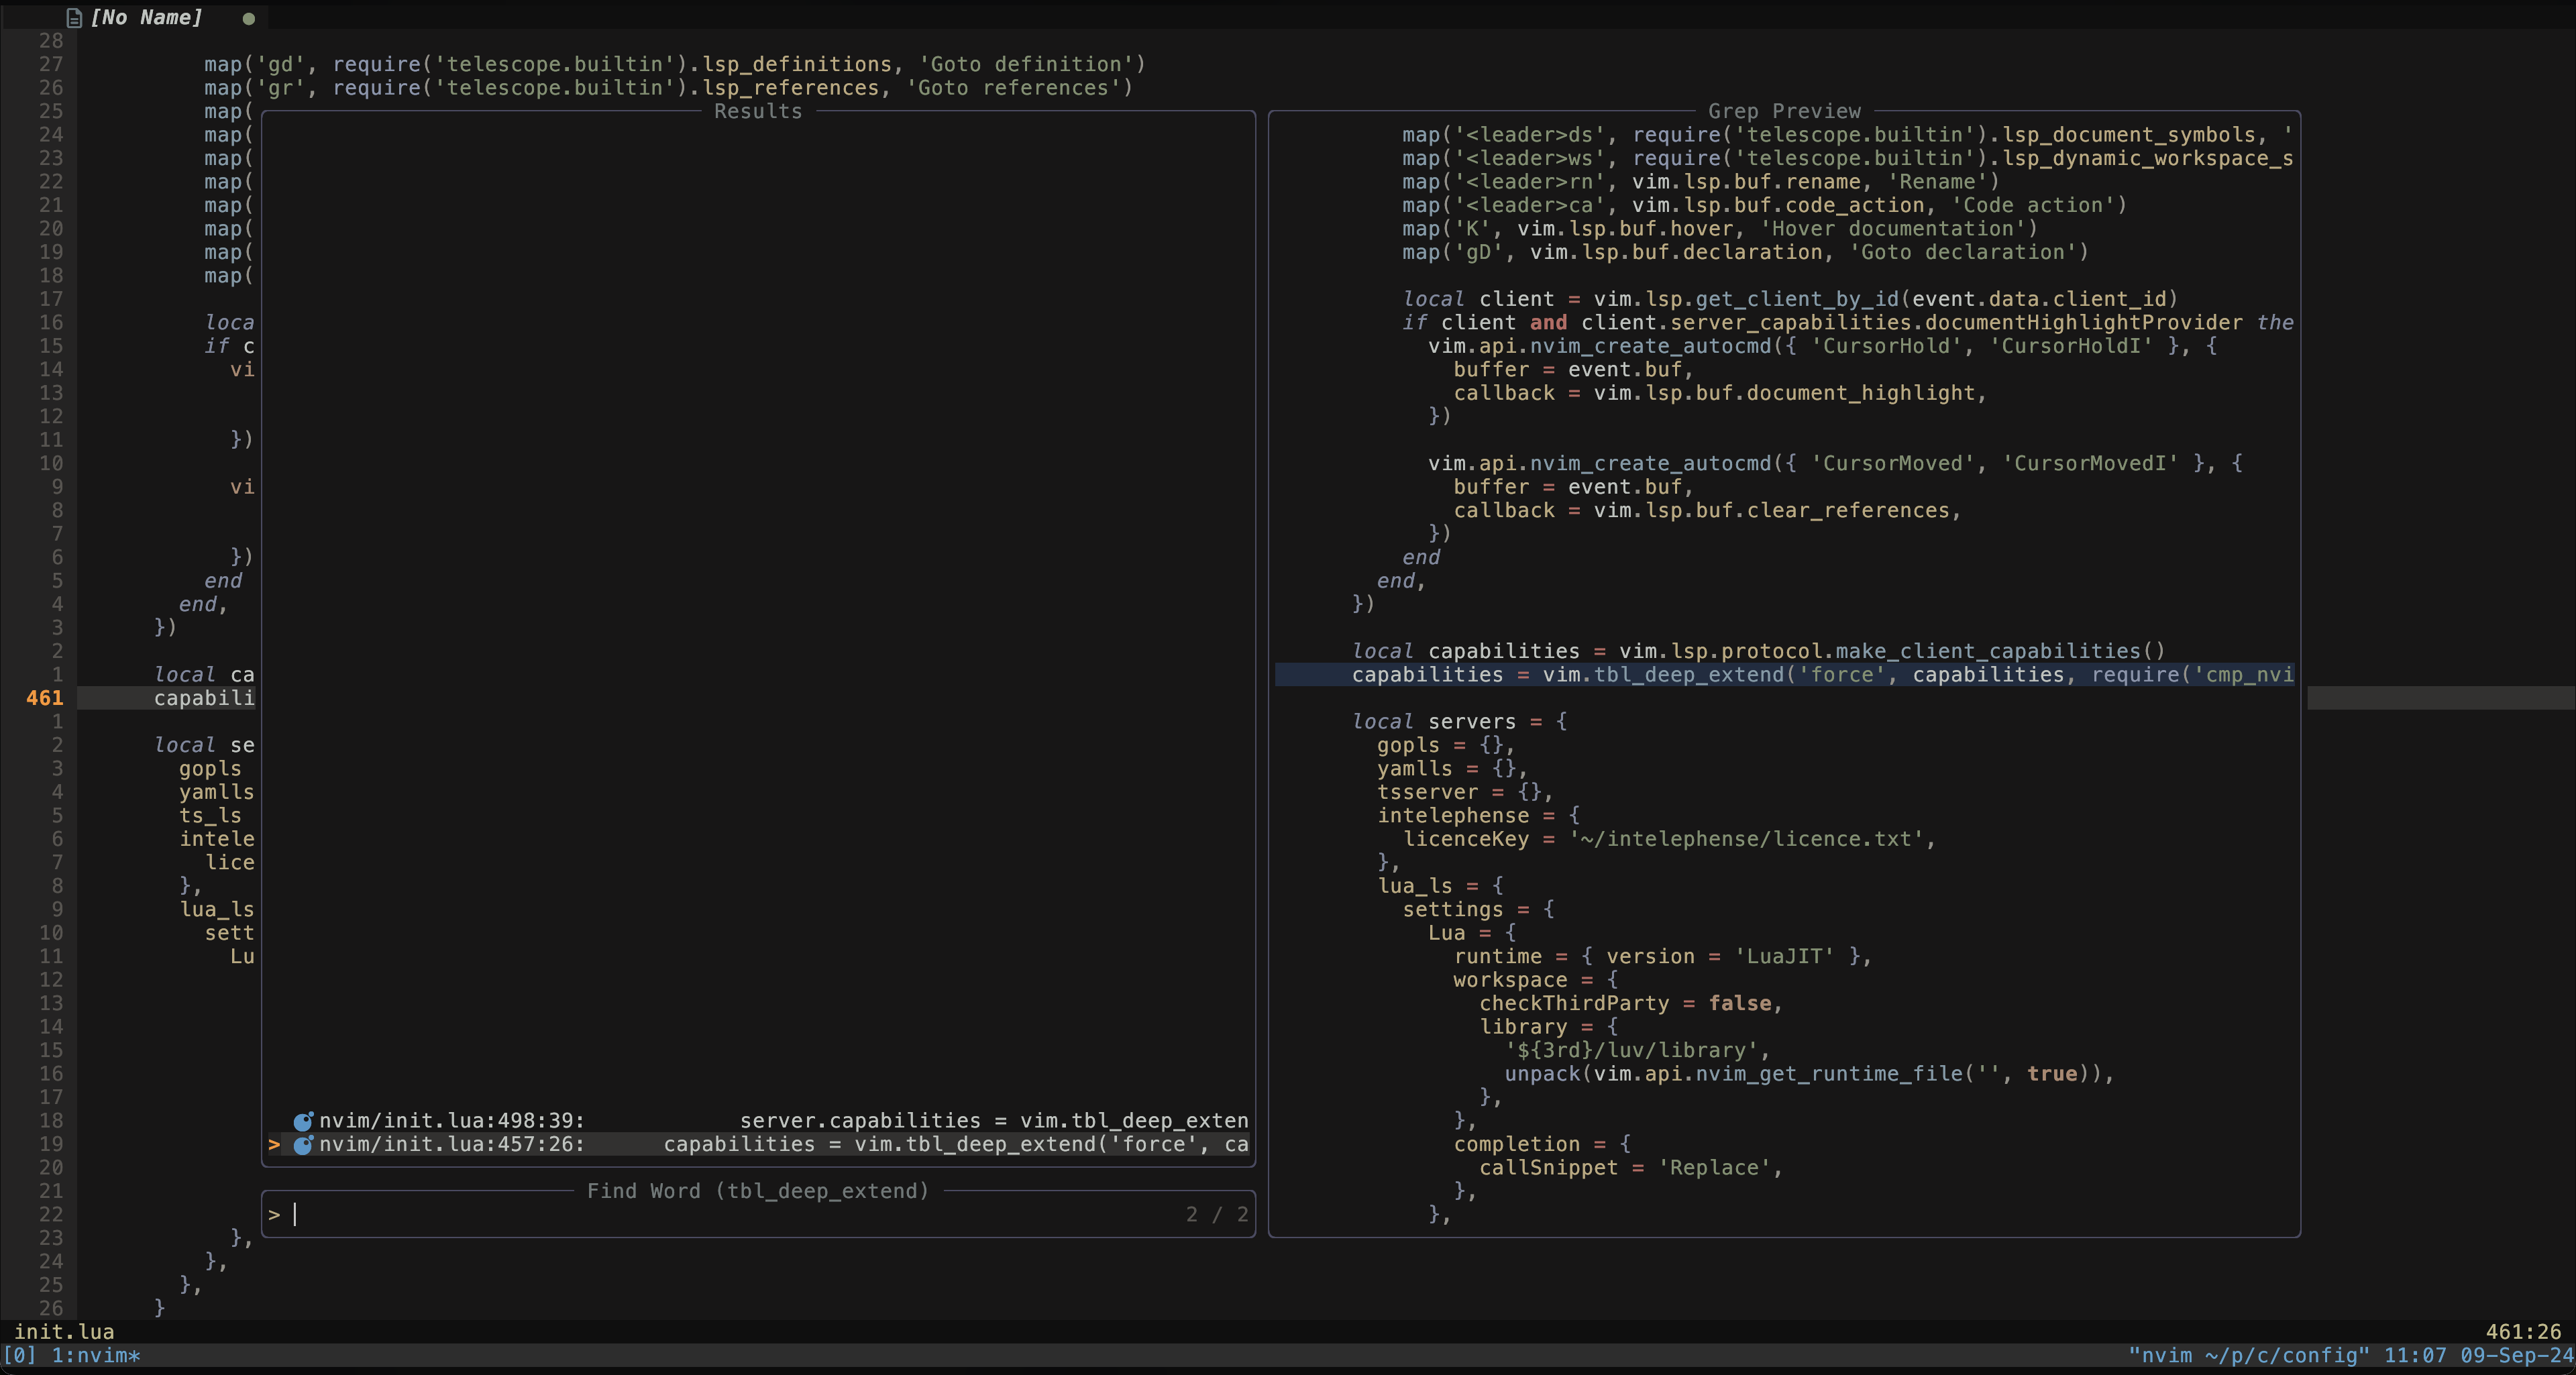 [No Name] ●
28
27 map('gd', require('telescope.builtin').lsp_definitions, 'Goto definition')
26 map('gr', require('telescope.builtin').lsp_references, 'Goto references')
25 map(
24 map(
23 map(
22 map(
21 map(
20 map(
19 map(
18 map(
17
16 loca
15 if c
14 vi
13
12
11 })
10
9 vi
8
7
6 })
5 end
4 end,
3 })
2
1 local ca
461 capabili
1
2 local se
3 gopls
4 yamlls
5 ts_ls
6 intele
7 lice
8 },
9 lua_ls
10 sett
11 Lu
12
13
14
15
16
17
18
19
20
21
22
23 },
24 },
25 },
26 }
Results
nvim/init.lua:498:39: server.capabilities = vim.tbl_deep_exten
> nvim/init.lua:457:26: capabilities = vim.tbl_deep_extend('force', ca
Find Word (tbl_deep_extend)
> 2 / 2
Grep Preview
map('<leader>ds', require('telescope.builtin').lsp_document_symbols, '
map('<leader>ws', require('telescope.builtin').lsp_dynamic_workspace_s
map('<leader>rn', vim.lsp.buf.rename, 'Rename')
map('<leader>ca', vim.lsp.buf.code_action, 'Code action')
map('K', vim.lsp.buf.hover, 'Hover documentation')
map('gD', vim.lsp.buf.declaration, 'Goto declaration')
local client = vim.lsp.get_client_by_id(event.data.client_id)
if client and client.server_capabilities.documentHighlightProvider the
vim.api.nvim_create_autocmd({ 'CursorHold', 'CursorHoldI' }, {
buffer = event.buf,
callback = vim.lsp.buf.document_highlight,
})
vim.api.nvim_create_autocmd({ 'CursorMoved', 'CursorMovedI' }, {
buffer = event.buf,
callback = vim.lsp.buf.clear_references,
})
end
end,
})
local capabilities = vim.lsp.protocol.make_client_capabilities()
capabilities = vim.tbl_deep_extend('force', capabilities, require('cmp_nvi
local servers = {
gopls = {},
yamlls = {},
tsserver = {},
intelephense = {
licenceKey = '~/intelephense/licence.txt',
},
lua_ls = {
settings = {
Lua = {
runtime = { version = 'LuaJIT' },
workspace = {
checkThirdParty = false,
library = {
'${3rd}/luv/library',
unpack(vim.api.nvim_get_runtime_file('', true)),
},
},
completion = {
callSnippet = 'Replace',
},
},
init.lua 461:26
[0] 1:nvim* "nvim ~/p/c/config" 11:07 09-Sep-24